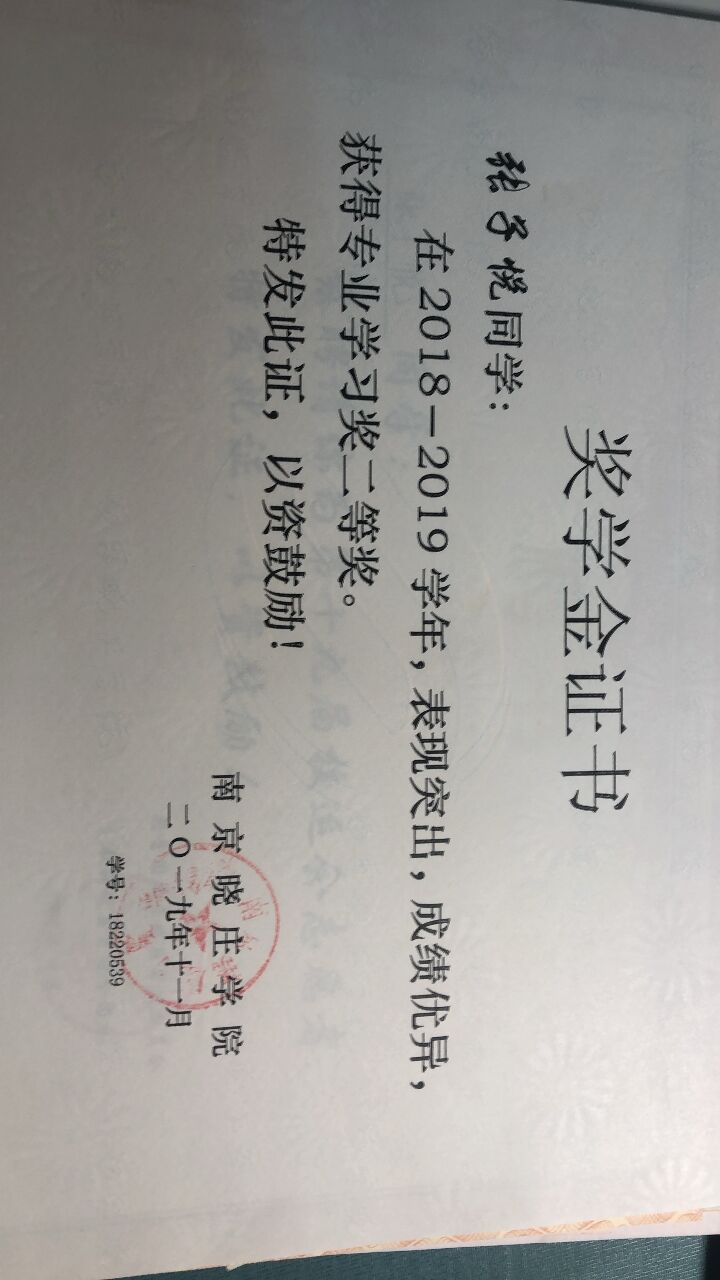 奖学金证书
张子悦同学：
在2018-2019学年，表现突出，成绩优异，
获得专业学习奖二等奖。
特发此证，以资鼓励！
南京晓庄学院
二〇一九年十一月
学号：18220539